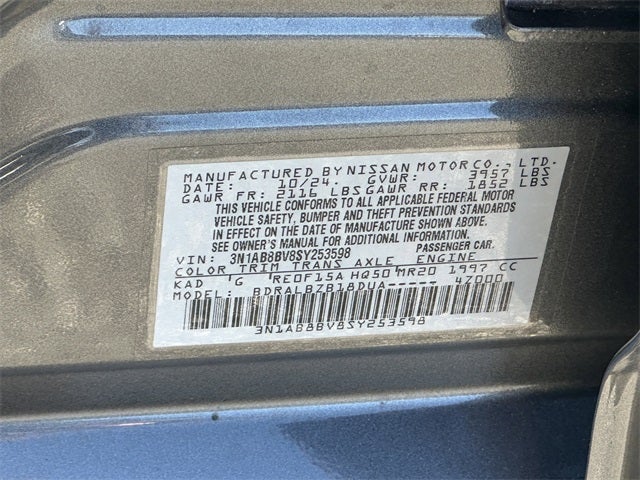 MANUFACTURED BY NISSAN MOTOR CO., LTD.
DATE: 10/24. GVWR: 3957 LBS
GAWR FR: 2116 LBS GAWR RR: 1852 LBS
THIS VEHICLE CONFORMS TO ALL APPLICABLE FEDERAL MOTOR
VEHICLE SAFETY, BUMPER AND THEFT PREVENTION STANDARDS
IN EFFECT ON THE DATE OF MANUFACTURE SHOWN ABOVE.
SEE OWNER'S MANUAL FOR ADDITIONAL INFORMATION.
VIN: 3N1AB8BV8SY253598 PASSENGER CAR.
COLOR TRIM TRANS AXLE ENGINE
KAD G RE0F15A HQ50 MR20 1997 CC
MODEL: BDRALBZB18DUA----- 47000
3N1AB8BV8SY253598